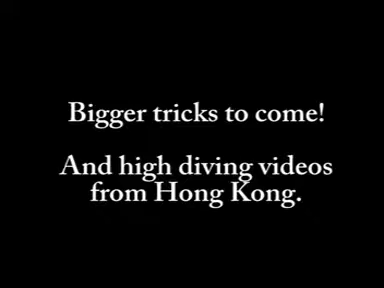 Bigger tricks to come!
And high diving videos
from Hong Kong.